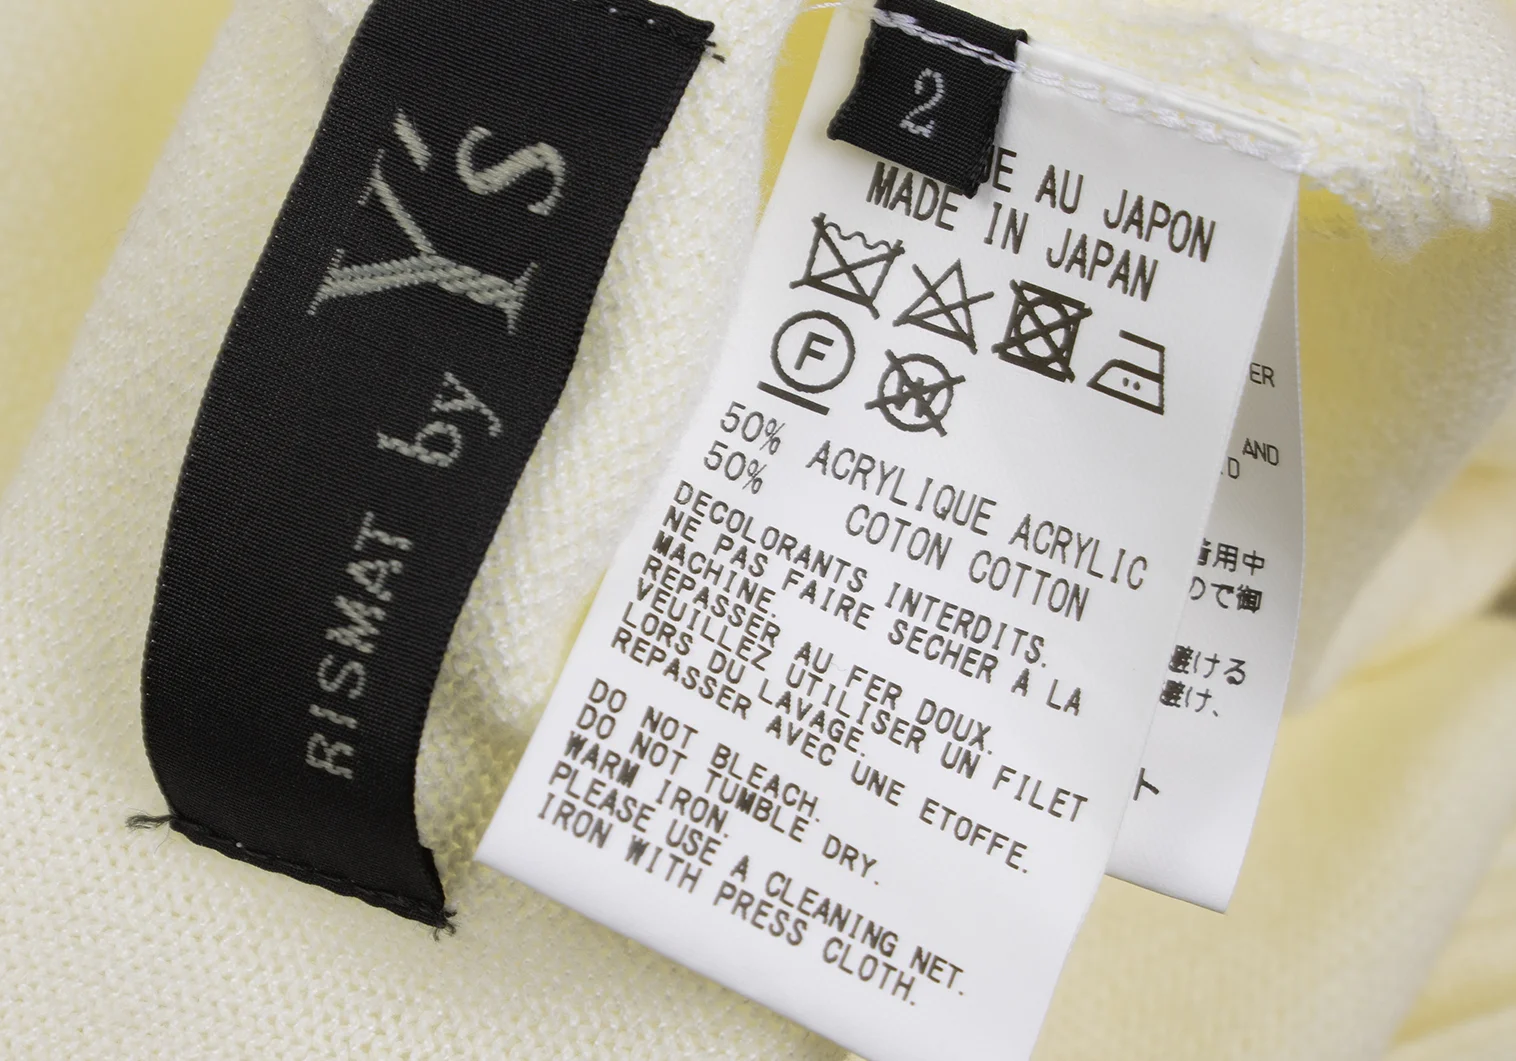 RISMAT by Y's
2
E AU JAPON
MADE IN JAPAN
F
W
50% ACRYLIQUE ACRYLIC
50% COTON COTTON
DECOLORANTS INTERDITS.
NE PAS FAIRE SECHER A LA
MACHINE.
REPASSER AU FER DOUX.
VEUILLEZ UTILISER UN FILET
LORS DU LAVAGE.
REPASSER AVEC UNE ETOFFE.
DO NOT BLEACH.
DO NOT TUMBLE DRY.
WARM IRON.
PLEASE USE A CLEANING NET.
IRON WITH PRESS CLOTH.
ER
AND
D
着用中
ので御
避ける
避け、
ト